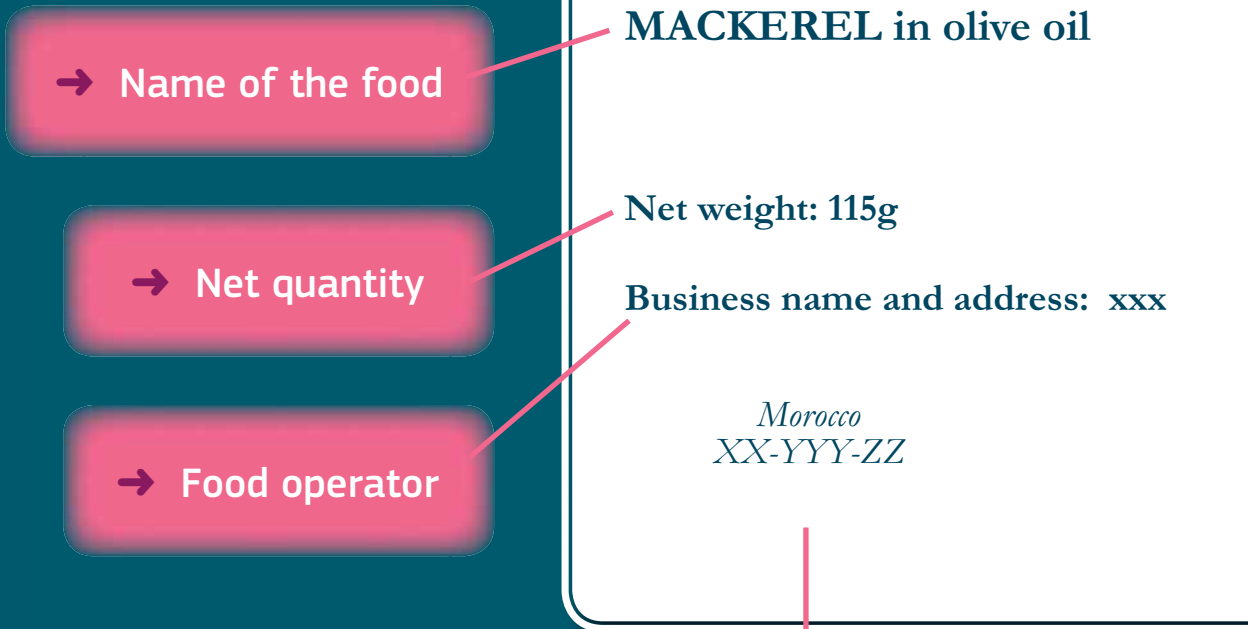 ➜ Name of the food
MACKEREL in olive oil
➜ Net quantity
Net weight: 115g
➜ Food operator
Business name and address: xxx
Morocco
XX-YYY-ZZ